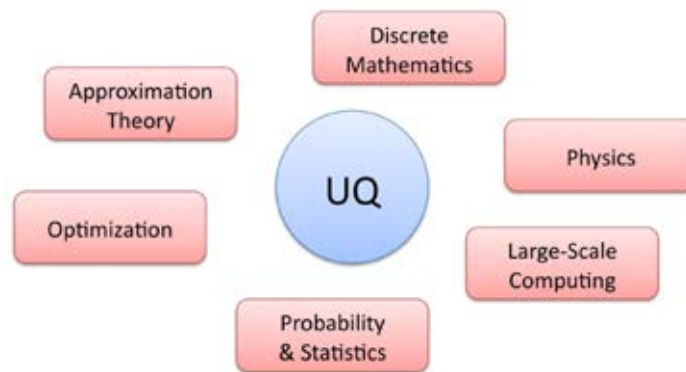 Discrete
Mathematics
Approximation
Theory
Physics
UQ
Optimization
Large-Scale
Computing
Probability
& Statistics